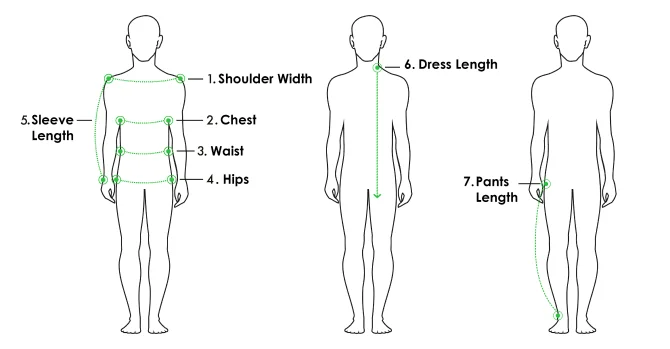 1. Shoulder Width
2. Chest
3. Waist
4. Hips
5. Sleeve
Length
6. Dress Length
7. Pants
Length